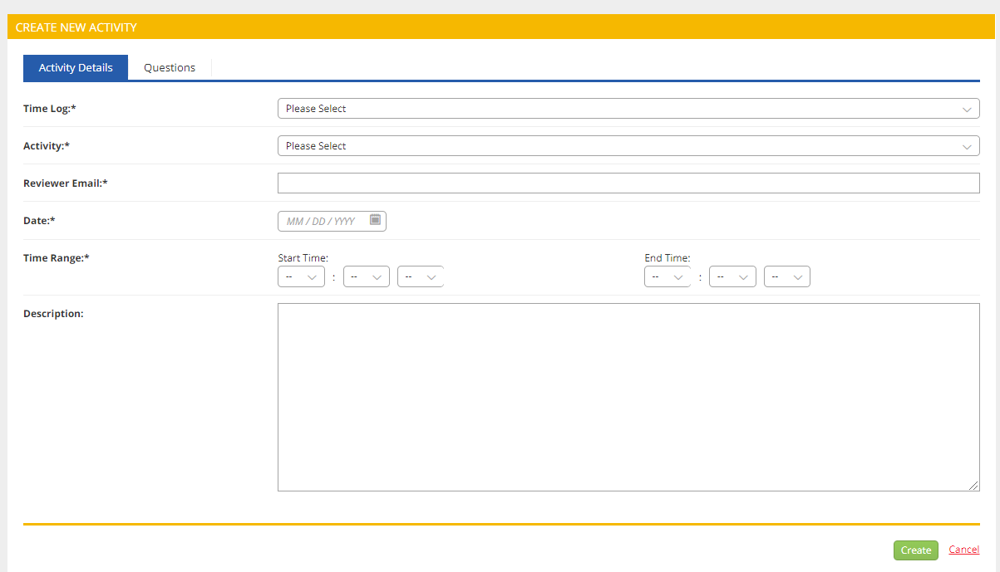 CREATE NEW ACTIVITY
Activity Details Questions
Time Log:* Please Select
Activity:* Please Select
Reviewer Email:*
Date:* MM / DD / YYYY
Time Range:* Start Time: End Time:
-- : -- -- -- : -- --
Description:
Create Cancel